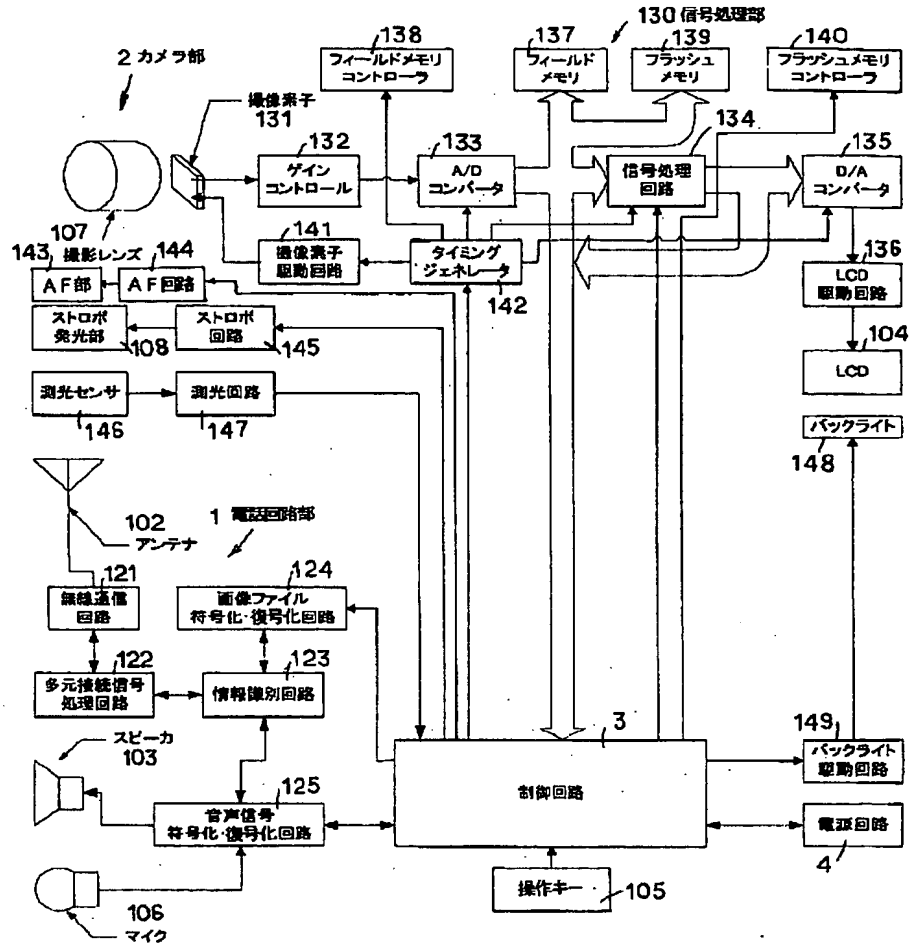 130 信号処理部
138
137
139
140
フィールドメモリ
コントローラ
フィールド
メモリ
フラッシュ
メモリ
フラッシュメモリ
コントローラ
2 カメラ部
撮像素子
131
132
133
134
135
ゲイン
コントロール
A/D
コンバータ
信号処理
回路
D/A
コンバータ
107
撮影レンズ
141
撮像素子
駆動回路
タイミング
ジェネレータ
142
136
LCD
駆動回路
143
144
AF部
AF回路
ストロボ
発光部
108
ストロボ
回路
145
104
LCD
測光センサ
146
測光回路
147
バックライト
148
102
アンテナ
1 電話回路部
121
無線通信
回路
124
画像ファイル
符号化・復号化回路
122
多元接続信号
処理回路
123
情報識別回路
スピーカ
103
125
音声信号
符号化・復号化回路
3
制御回路
149
バックライト
駆動回路
電源回路
4
操作キー
105
106
マイク